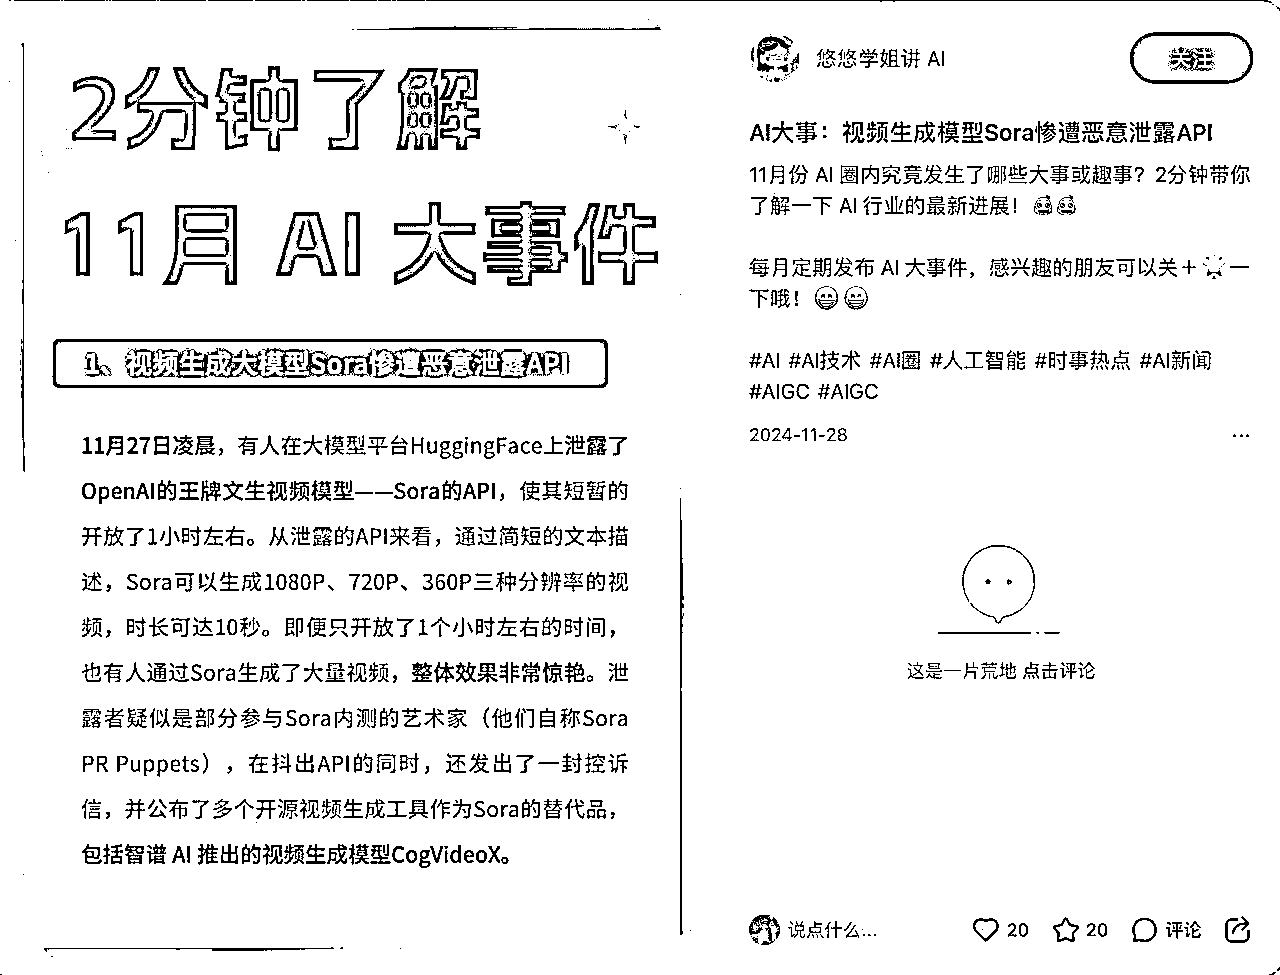 2分钟了解
11月 AI 大事件
1、视频生成大模型Sora惨遭恶意泄露API
11月27日凌晨，有人在大模型平台HuggingFace上泄露了
OpenAI的王牌文生视频模型——Sora的API，使其短暂的
开放了1小时左右。从泄露的API来看，通过简短的文本描
述，Sora可以生成1080P、720P、360P三种分辨率的视
频，时长可达10秒。即便只开放了1个小时左右的时间，
也有人通过Sora生成了大量视频，整体效果非常惊艳。泄
露者疑似是部分参与Sora内测的艺术家（他们自称Sora
PR Puppets），在抖出API的同时，还发出了一封控诉
信，并公布了多个开源视频生成工具作为Sora的替代品，
包括智谱 AI 推出的视频生成模型CogVideoX。
悠悠学姐讲 AI
关注
AI大事：视频生成模型Sora惨遭恶意泄露API
11月份 AI 圈内究竟发生了哪些大事或趣事？2分钟带你
了解一下 AI 行业的最新进展！
每月定期发布 AI 大事件，感兴趣的朋友可以关＋🌟一
下哦！😄😄
#AI #AI技术 #AI圈 #人工智能 #时事热点 #AI新闻
#AIGC #AIGC
2024-11-28
这是一片荒地 点击评论
说点什么...
20
20
评论